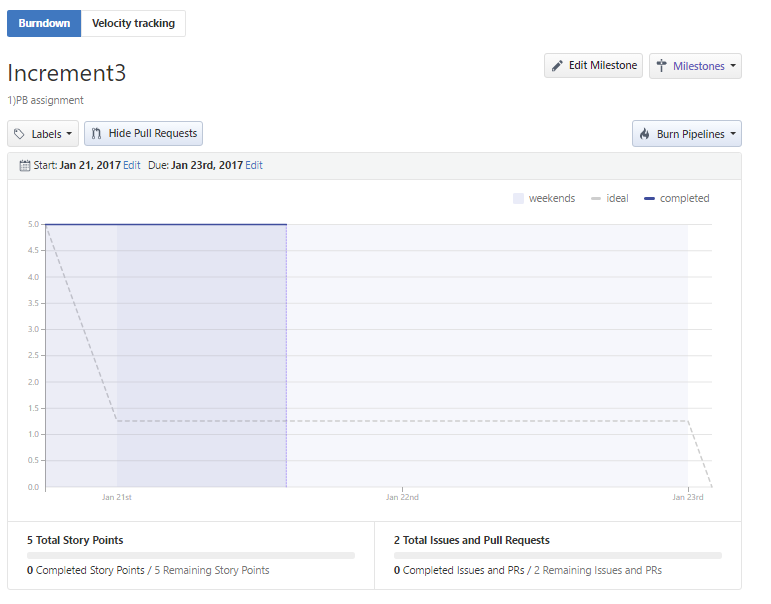 Burndown Velocity tracking
Increment3
Edit Milestone Milestones
1)PB assignment
Labels Hide Pull Requests Burn Pipelines
Start: Jan 21, 2017 Edit Due: Jan 23rd, 2017 Edit
weekends ideal completed
5.0
4.5
4.0
3.5
3.0
2.5
2.0
1.5
1.0
0.5
0.0
Jan 21st Jan 22nd Jan 23rd
5 Total Story Points
0 Completed Story Points / 5 Remaining Story Points
2 Total Issues and Pull Requests
0 Completed Issues and PRs / 2 Remaining Issues and PRs